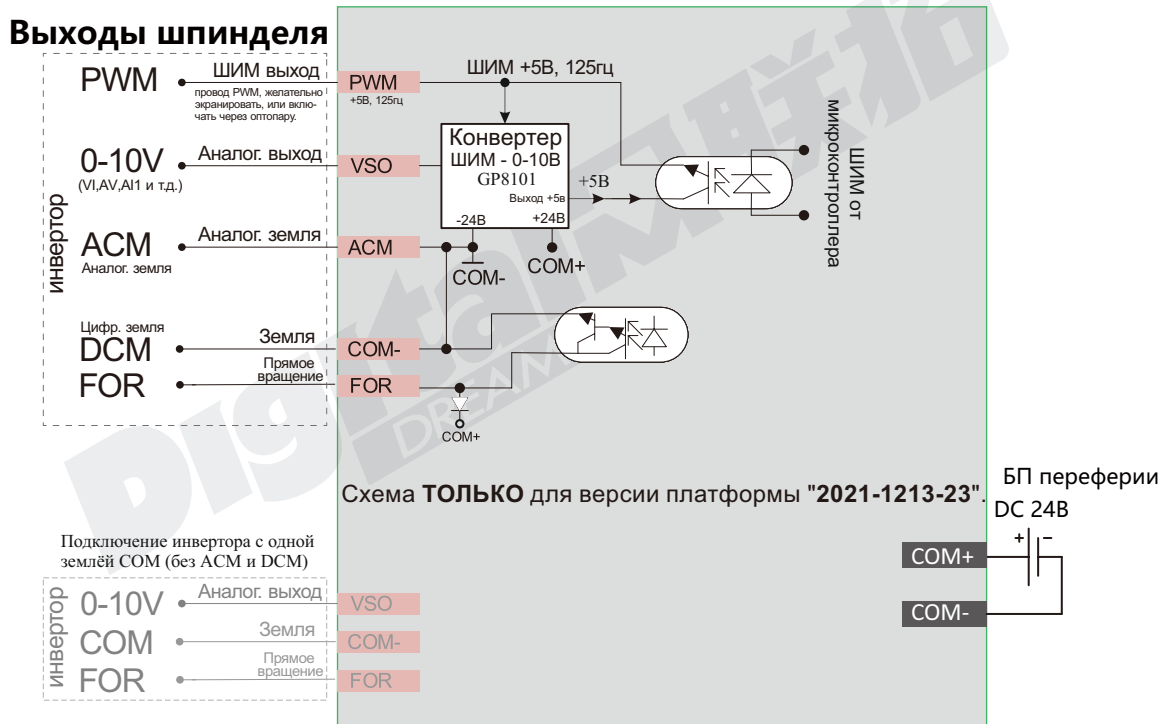 Выходы шпинделя
PWM
ШИМ выход
провод PWM, желательно
экранировать, или вклю-
чать через оптопару.
PWM
+5В, 125гц
ШИМ +5В, 125гц
0-10V
(VI,AV,AI1 и т.д.)
Аналог. выход
VSO
Конвертер
ШИМ - 0-10В
GP8101
Выход +5в
-24В
+24В
+5В
ШИМ от
микроконтроллера
инвертор
ACM
Аналог. земля
Аналог. земля
ACM
COM-
COM+
Цифр. земля
DCM
Земля
COM-
FOR
Прямое
вращение
FOR
COM+
Digital
DREAM
联拓
Схема ТОЛЬКО для версии платформы "2021-1213-23".
БП переферии
DC 24В
+
-
COM+
COM-
Подключение инвертора с одной
землёй COM (без ACM и DCM)
инвертор
0-10V
Аналог. выход
VSO
COM
Земля
COM-
FOR
Прямое
вращение
FOR